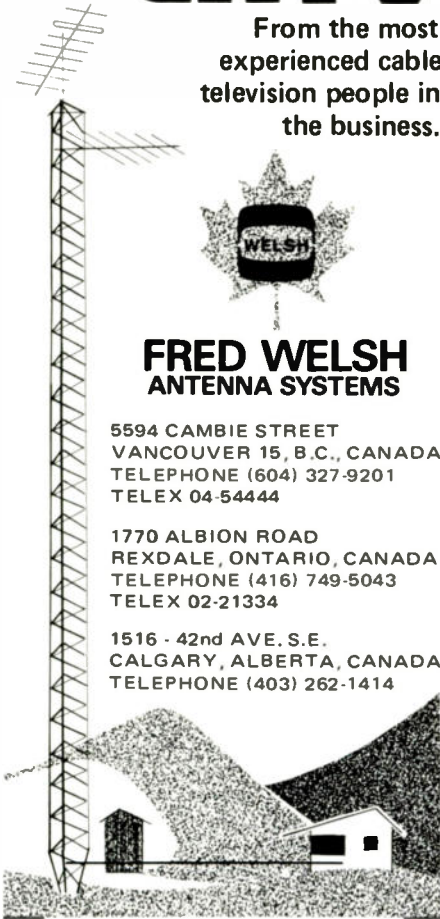 From the most
experienced cable
television people in
the business.
WELSH
FRED WELSH
ANTENNA SYSTEMS
5594 CAMBIE STREET
VANCOUVER 15, B.C., CANADA
TELEPHONE (604) 327-9201
TELEX 04-54444
1770 ALBION ROAD
REXDALE, ONTARIO, CANADA
TELEPHONE (416) 749-5043
TELEX 02-21334
1516 - 42nd AVE. S.E.
CALGARY, ALBERTA, CANADA
TELEPHONE (403) 262-1414